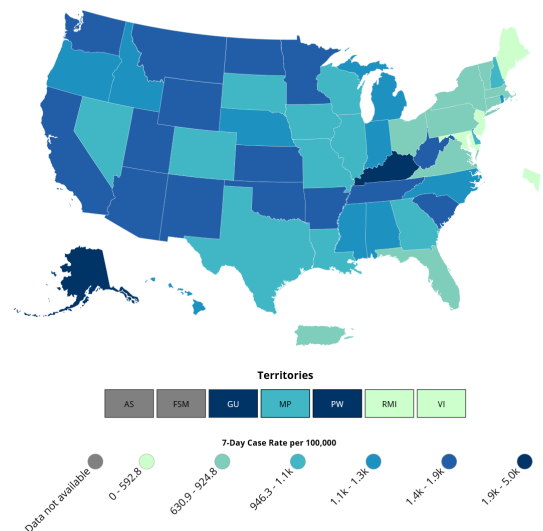 Territories
AS FSM GU MP PW RMI VI
7-Day Case Rate per 100,000
Data not available
0 - 592.8
630.9 - 924.8
946.3 - 1.1k
1.1k - 1.3k
1.4k - 1.9k
1.9k - 5.0k